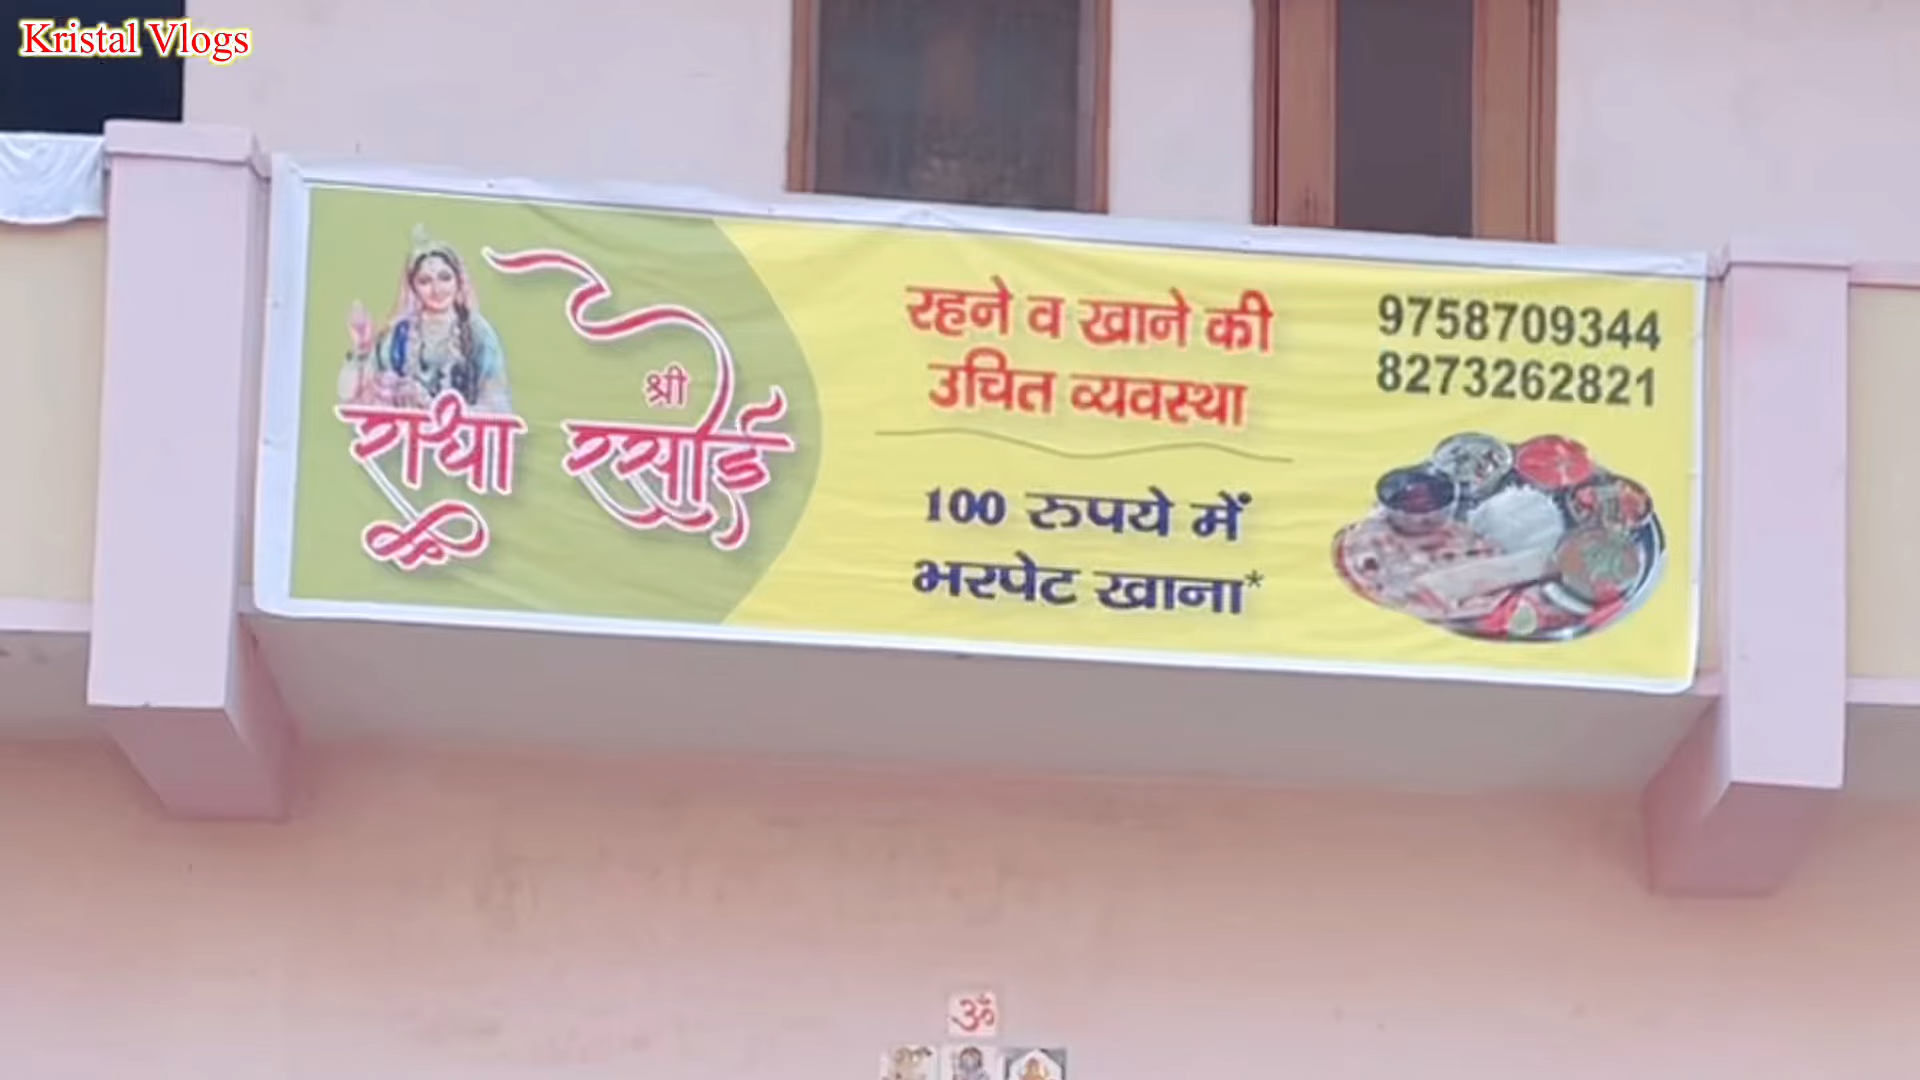 Kristal Vlogs
श्री
राधा रसोई
रहने व खाने की
उचित व्यवस्था
100 रुपये में
भरपेट खाना*
9758709344
8273262821
ॐ